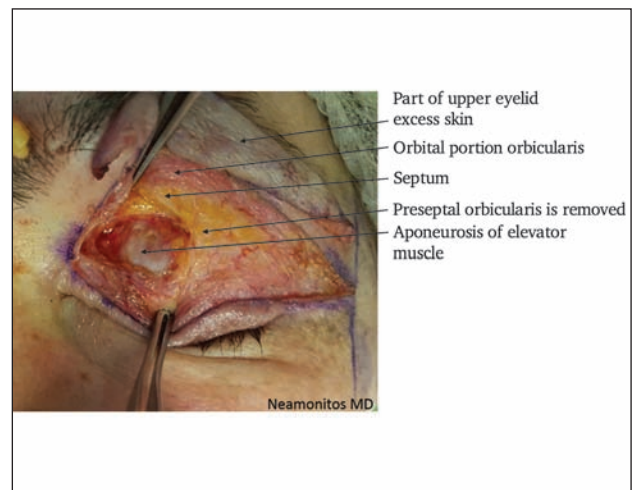 Part of upper eyelid
excess skin
Orbital portion orbicularis
Septum
Preseptal orbicularis is removed
Aponeurosis of elevator
muscle
Neamonitos MD